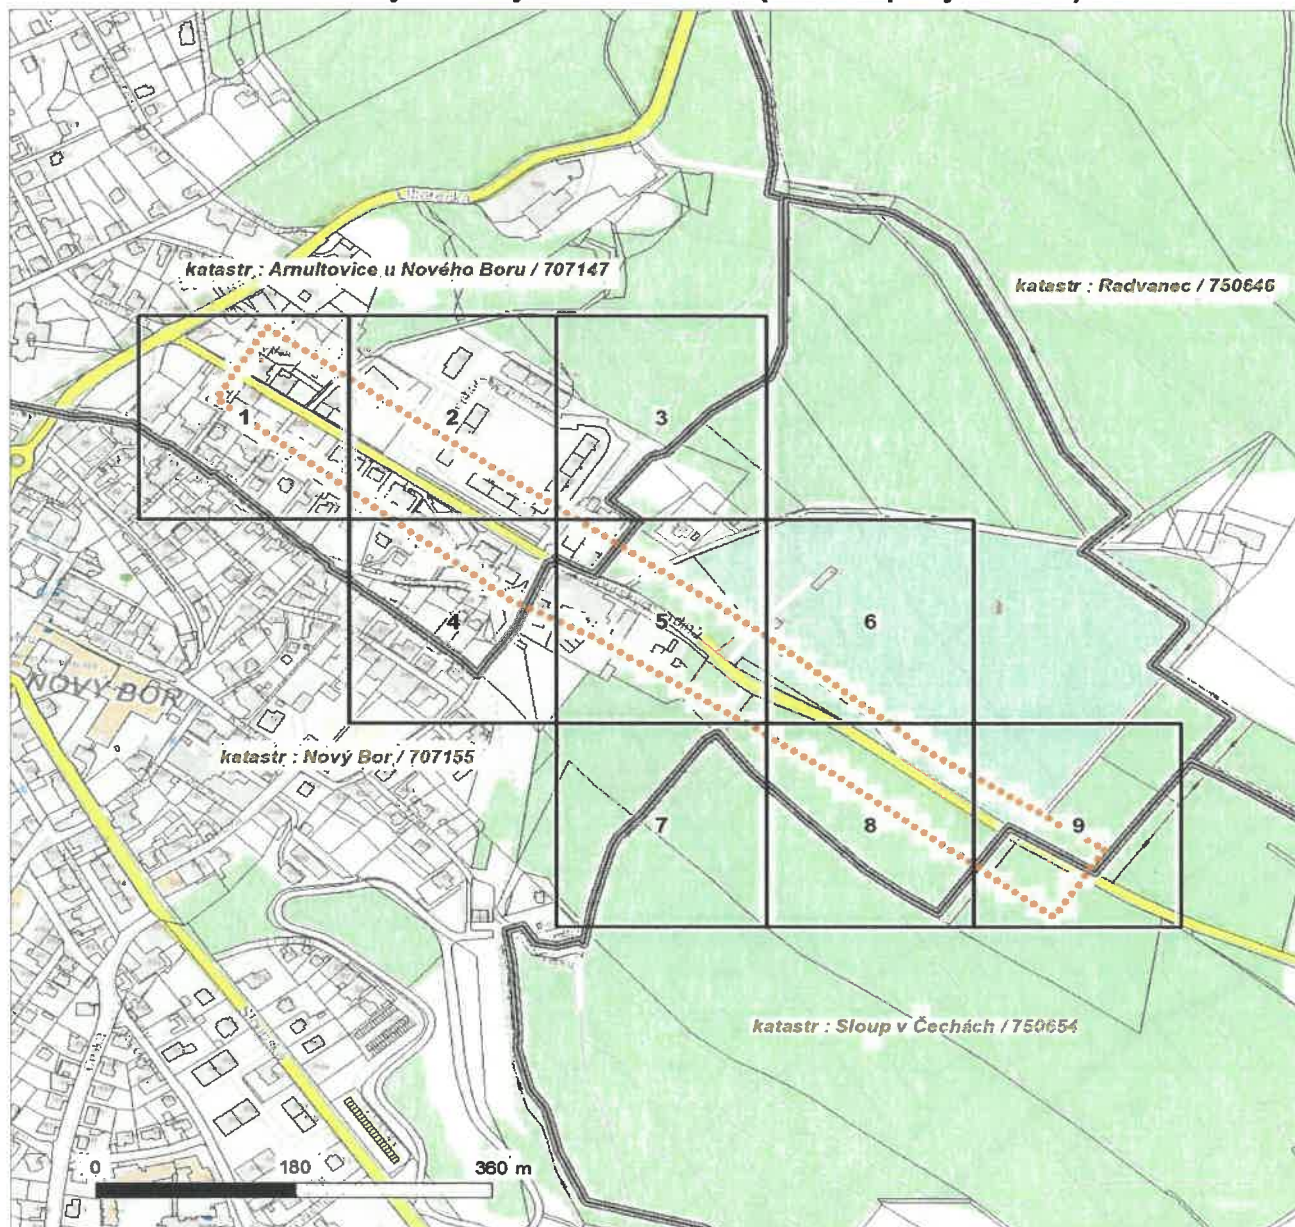 katastr : Arnultovice u Nového Boru / 707147
katastr : Radvanec / 750646
1
2
3
4
5
6
NOVÝ BOR
katastr : Nový Bor / 707155
7
8
9
katastr : Sloup v Čechách / 750654
0 180 360 m